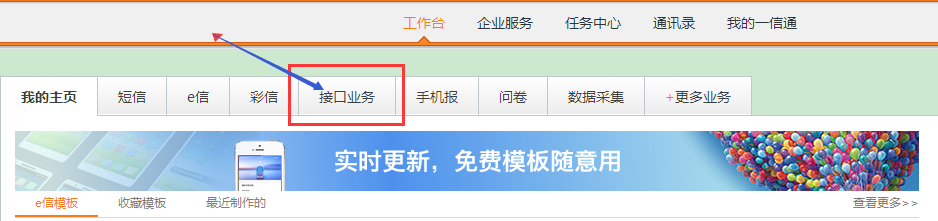 工作台 企业服务 任务中心 通讯录 我的一信通
我的主页 短信 e信 彩信 接口业务 手机报 问卷 数据采集 +更多业务
实时更新，免费模板随意用
e信模板 收藏模板 最近制作的 查看更多>>